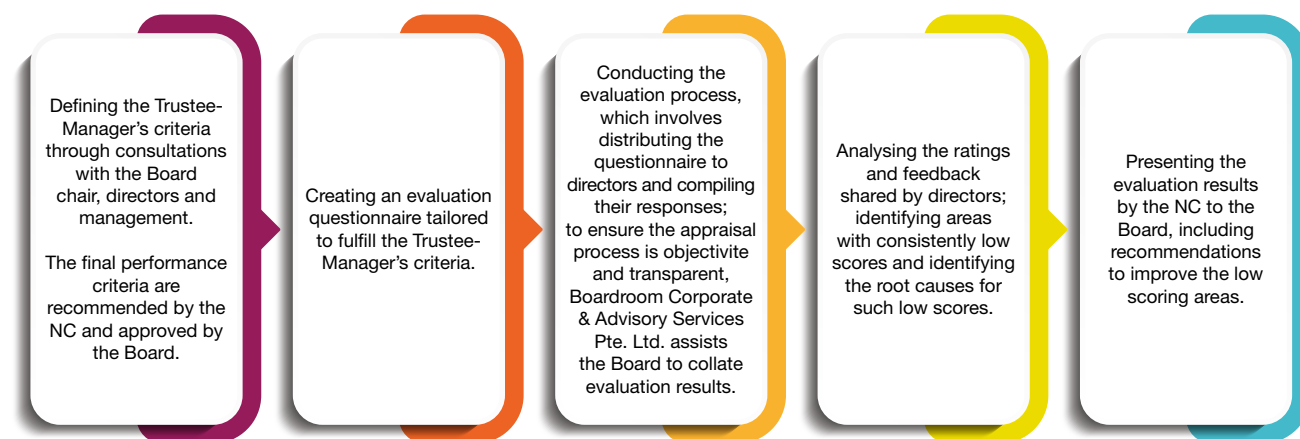 Defining the Trustee-
Manager’s criteria
through consultations
with the Board
chair, directors and
management.
The final performance
criteria are
recommended by the
NC and approved by
the Board.
Creating an evaluation
questionnaire tailored
to fulfill the Trustee-
Manager’s criteria.
Conducting the
evaluation process,
which involves
distributing the
questionnaire to
directors and compiling
their responses;
to ensure the appraisal
process is objectivite
and transparent,
Boardroom Corporate
& Advisory Services
Pte. Ltd. assists
the Board to collate
evaluation results.
Analysing the ratings
and feedback
shared by directors;
identifying areas
with consistently low
scores and identifying
the root causes for
such low scores.
Presenting the
evaluation results
by the NC to the
Board, including
recommendations
to improve the low
scoring areas.